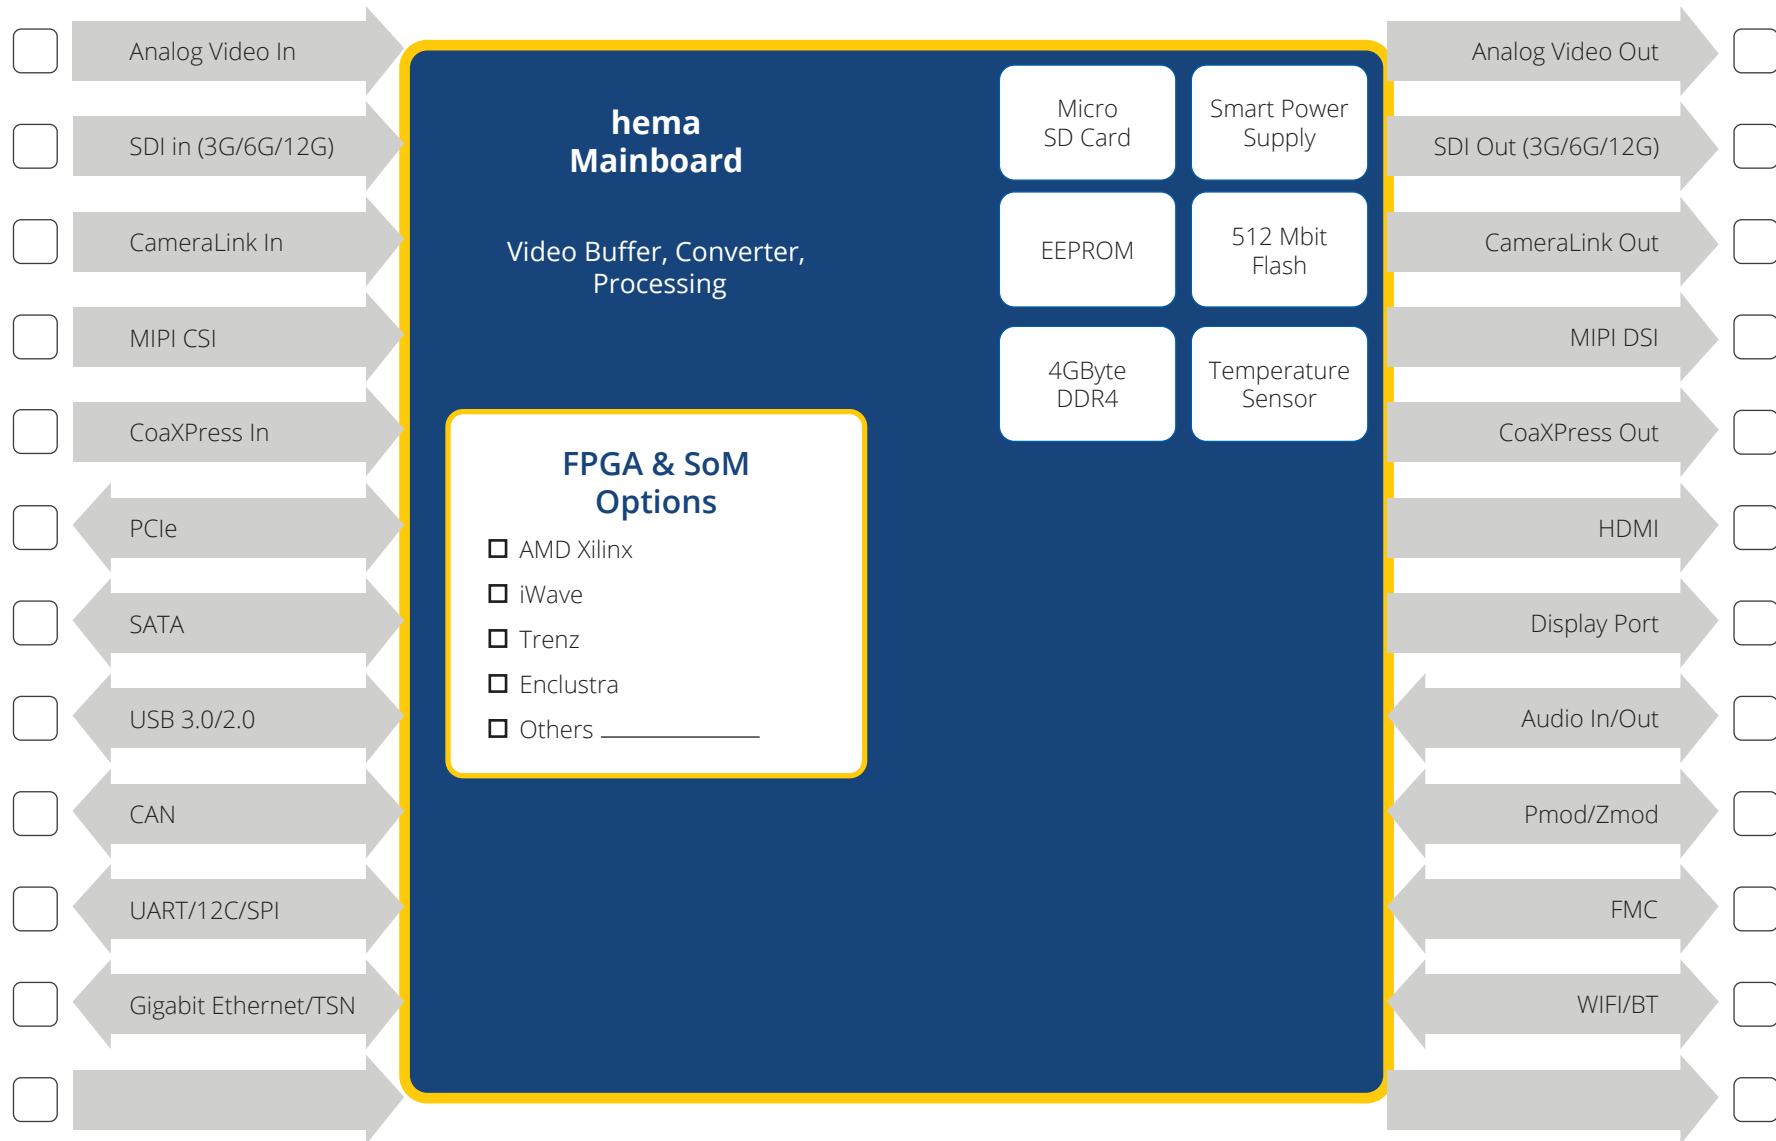 Analog Video In
SDI in (3G/6G/12G)
CameraLink In
MIPI CSI
CoaXPress In
PCIe
SATA
USB 3.0/2.0
CAN
UART/12C/SPI
Gigabit Ethernet/TSN
hema
Mainboard
Video Buffer, Converter,
Processing
FPGA & SoM
Options
AMD Xilinx
iWave
Trenz
Enclustra
Others
Micro
SD Card
Smart Power
Supply
EEPROM
512 Mbit
Flash
4GByte
DDR4
Temperature
Sensor
Analog Video Out
SDI Out (3G/6G/12G)
CameraLink Out
MIPI DSI
CoaXPress Out
HDMI
Display Port
Audio In/Out
Pmod/Zmod
FMC
WIFI/BT